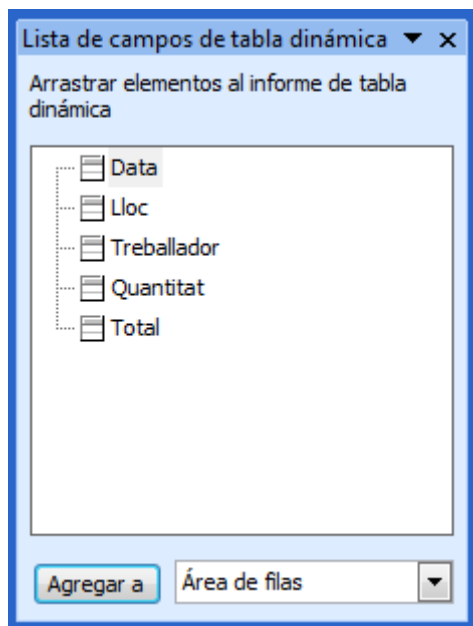 Lista de campos de tabla dinámica
Arrastrar elementos al informe de tabla
dinámica
Data
Lloc
Treballador
Quantitat
Total
Agregar a
Área de filas